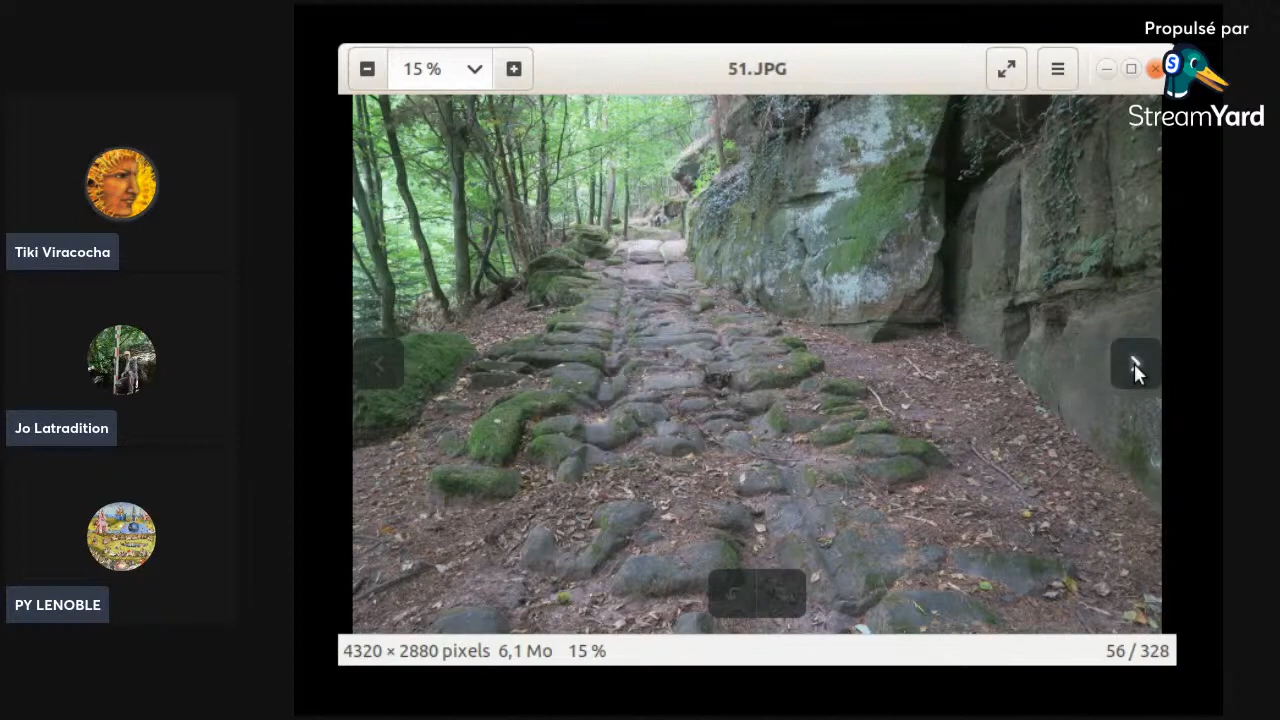 Propulsé par
StreamYard
15 %
51.JPG
Tiki Viracocha
Jo Latradition
PY LENOBLE
4320 × 2880 pixels 6,1 Mo 15 %
56 / 328